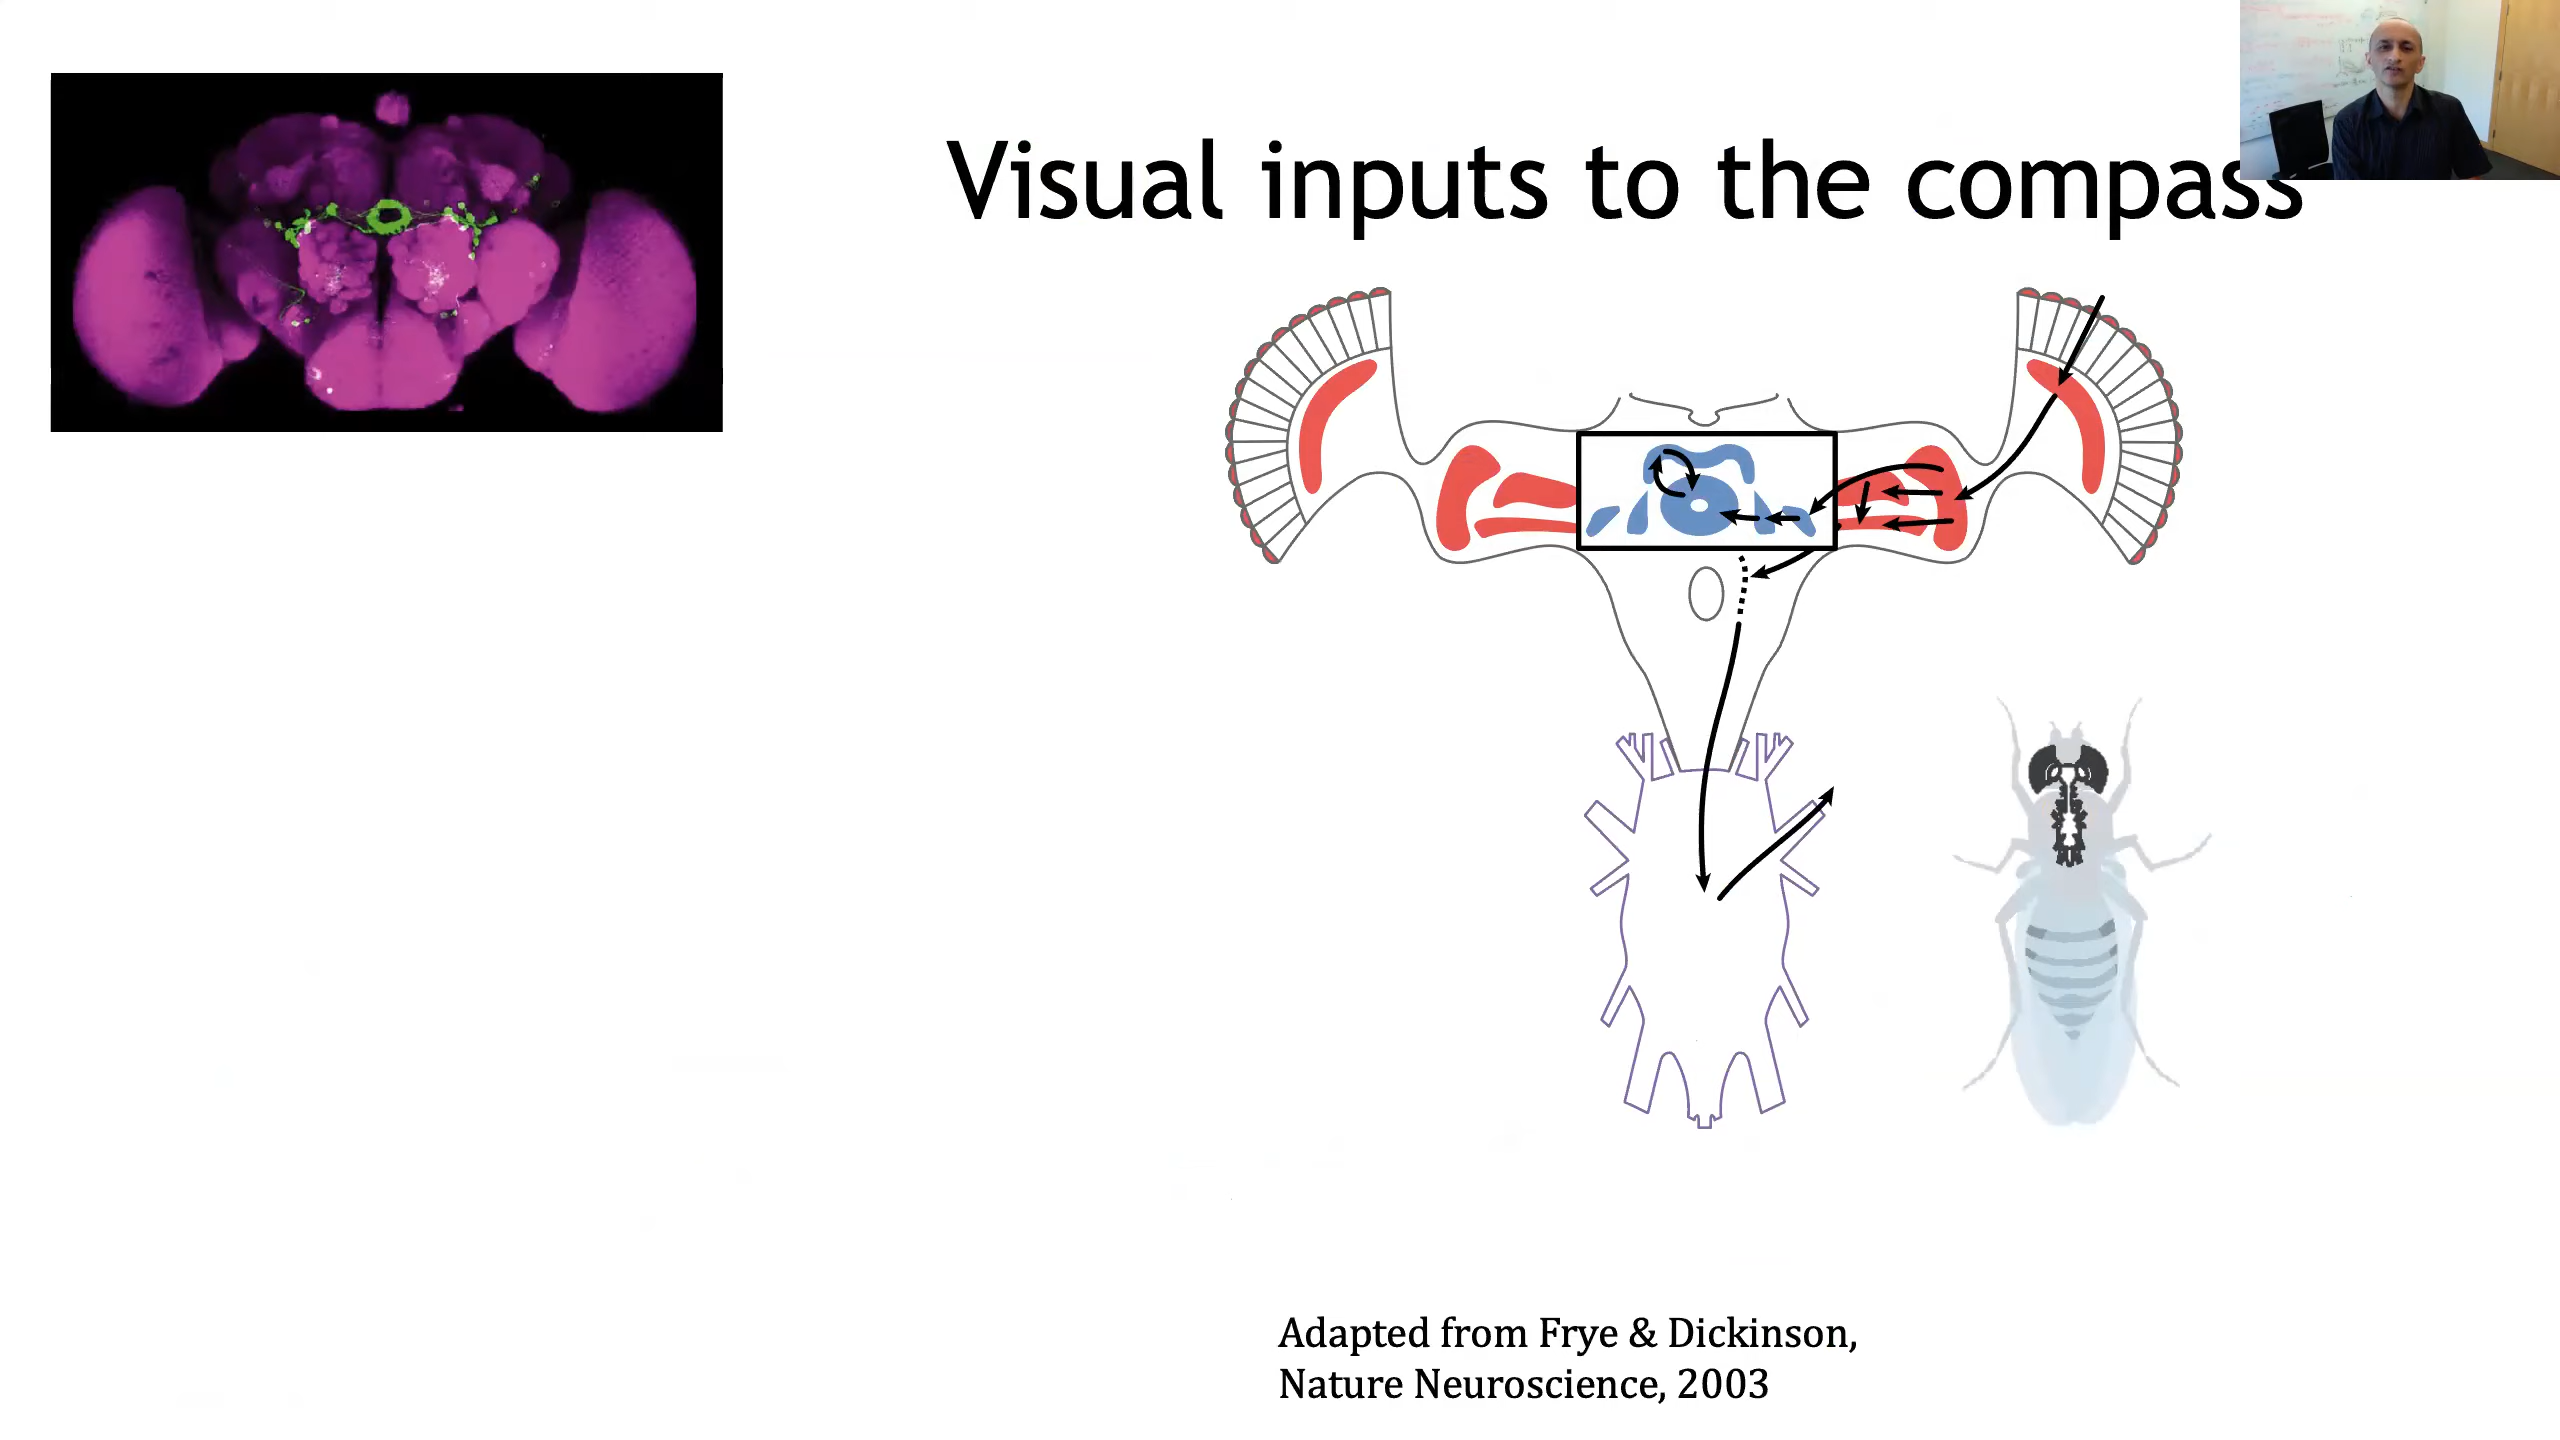 Visual inputs to the compass
Adapted from Frye & Dickinson,
Nature Neuroscience, 2003